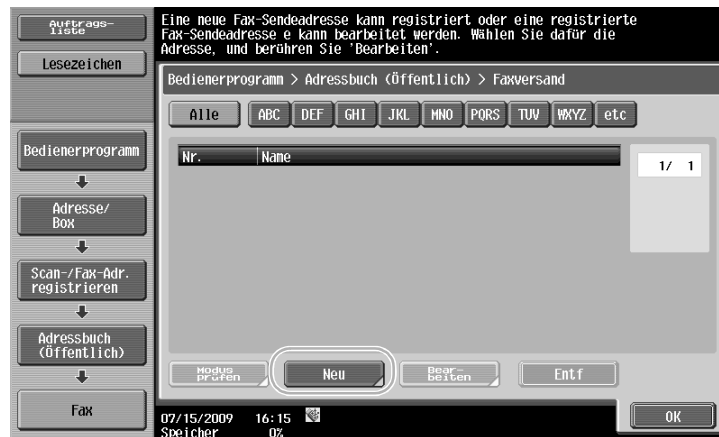 Auftrags-
liste
Lesezeichen
Bedienerprogramm
Adresse/
Box
Scan-/Fax-Adr.
registrieren
Adressbuch
(Öffentlich)
Fax
Eine neue Fax-Sendeadresse kann registriert oder eine registrierte
Fax-Sendeadresse e kann bearbeitet werden. Wählen Sie dafür die
Adresse, und berühren Sie 'Bearbeiten'.
Bedienerprogramm > Adressbuch (Öffentlich) > Faxversand
Alle ABC DEF GHI JKL MNO PQRS TUV WXYZ etc
Nr. Name
1/ 1
Modus
prüfen
Neu
Bear-
beiten
Entf
07/15/2009 16:15
Speicher 0%
OK